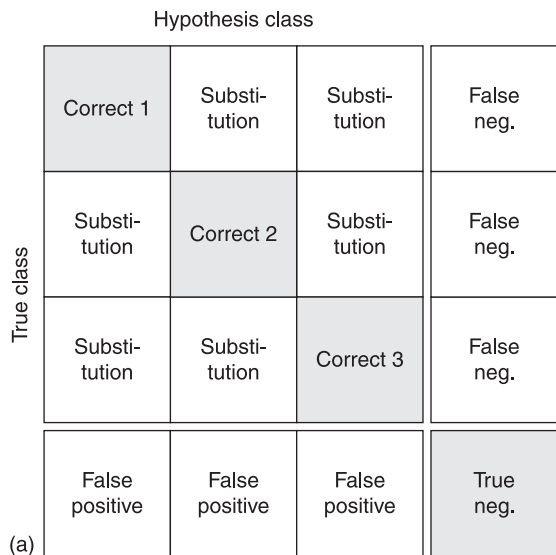 Hypothesis class
True class
Correct 1
Substi-
tution
Substi-
tution
False
neg.
Substi-
tution
Correct 2
Substi-
tution
False
neg.
Substi-
tution
Substi-
tution
Correct 3
False
neg.
False
positive
False
positive
False
positive
True
neg.
(a)